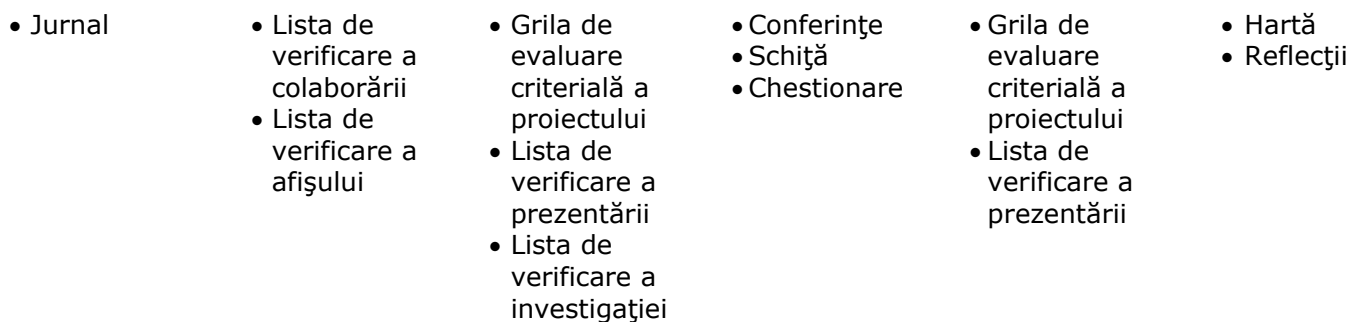 • Jurnal
• Lista de
verificare a
colaborării
• Lista de
verificare a
afişului
• Grila de
evaluare
criterială a
proiectului
• Lista de
verificare a
prezentării
• Lista de
verificare a
investigaţiei
• Conferinţe
• Schiţă
• Chestionare
• Grila de
evaluare
criterială a
proiectului
• Lista de
verificare a
prezentării
• Hartă
• Reflecţii